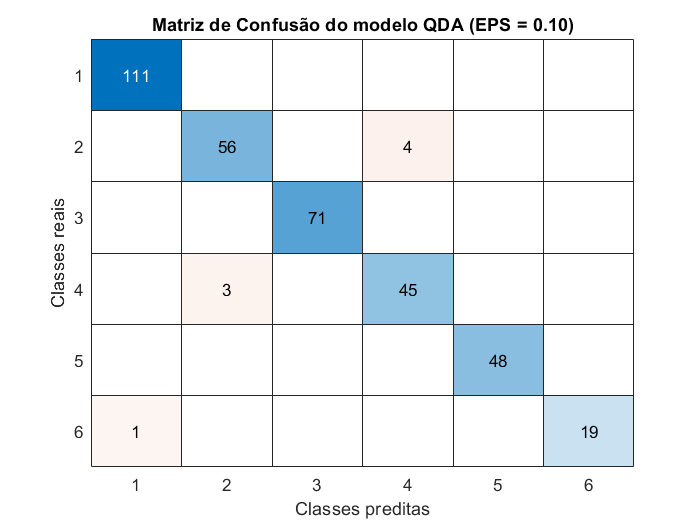 Matriz de Confusão do modelo QDA (EPS = 0.10)
1 111
2 56 4
3 71
4 3 45
5 48
6 1 19
1 2 3 4 5 6
Classes preditas
Classes reais